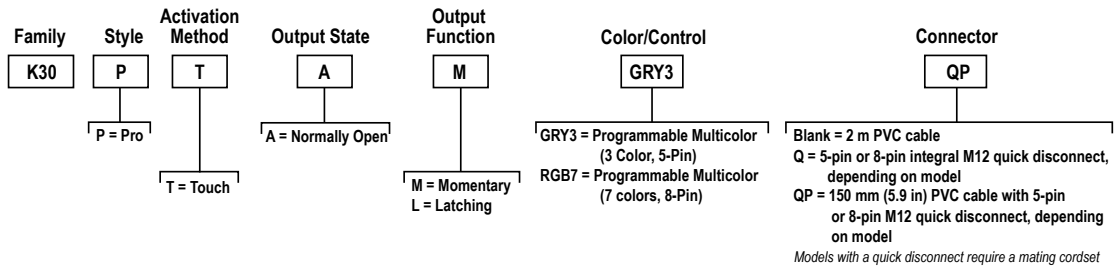 Family
Style
Activation
Method
Output State
Output
Function
Color/Control
Connector
K30
P
T
A
M
GRY3
QP
P = Pro
T = Touch
A = Normally Open
M = Momentary
L = Latching
GRY3 = Programmable Multicolor
(3 Color, 5-Pin)
RGB7 = Programmable Multicolor
(7 colors, 8-Pin)
Blank = 2 m PVC cable
Q = 5-pin or 8-pin integral M12 quick disconnect,
depending on model
QP = 150 mm (5.9 in) PVC cable with 5-pin
or 8-pin M12 quick disconnect, depending
on model
Models with a quick disconnect require a mating cordset